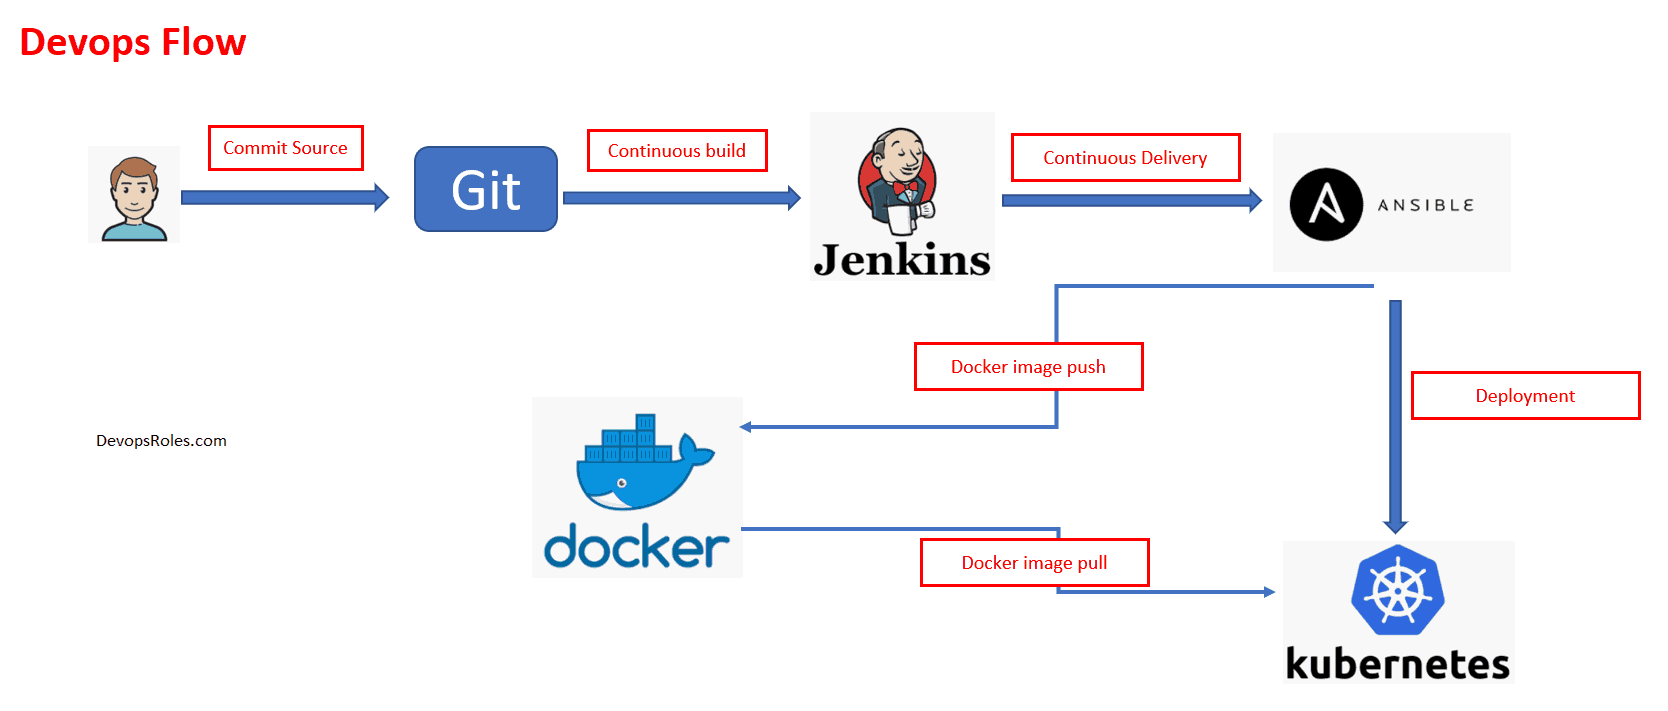 Devops Flow
Commit Source
Continuous build
Continuous Delivery
Git
Jenkins
A ANSIBLE
Docker image push
Deployment
DevopsRoles.com
docker
Docker image pull
kubernetes